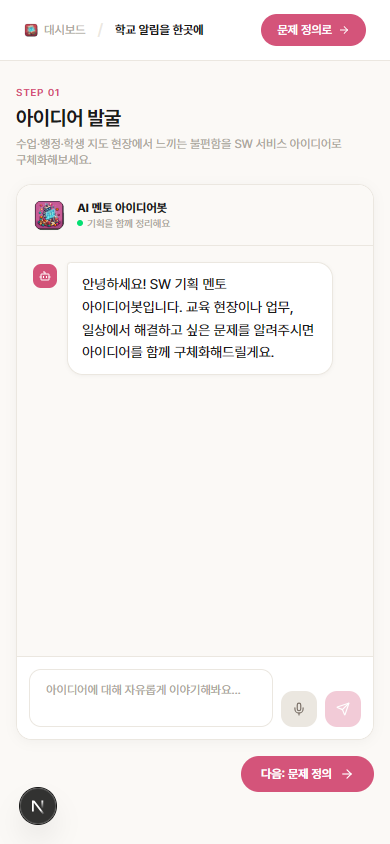 대시보드 / 학교 알림을 한곳에
문제 정의로 →
STEP 01
아이디어 발굴
수업·행정·학생 지도 현장에서 느끼는 불편함을 SW 서비스 아이디어로
구체화해보세요.
AI 멘토 아이디어봇
기획을 함께 정리해요
안녕하세요! SW 기획 멘토
아이디어봇입니다. 교육 현장이나 업무,
일상에서 해결하고 싶은 문제를 알려주시면
아이디어를 함께 구체화해드릴게요.
아이디어에 대해 자유롭게 이야기해봐요...
다음: 문제 정의 →
N